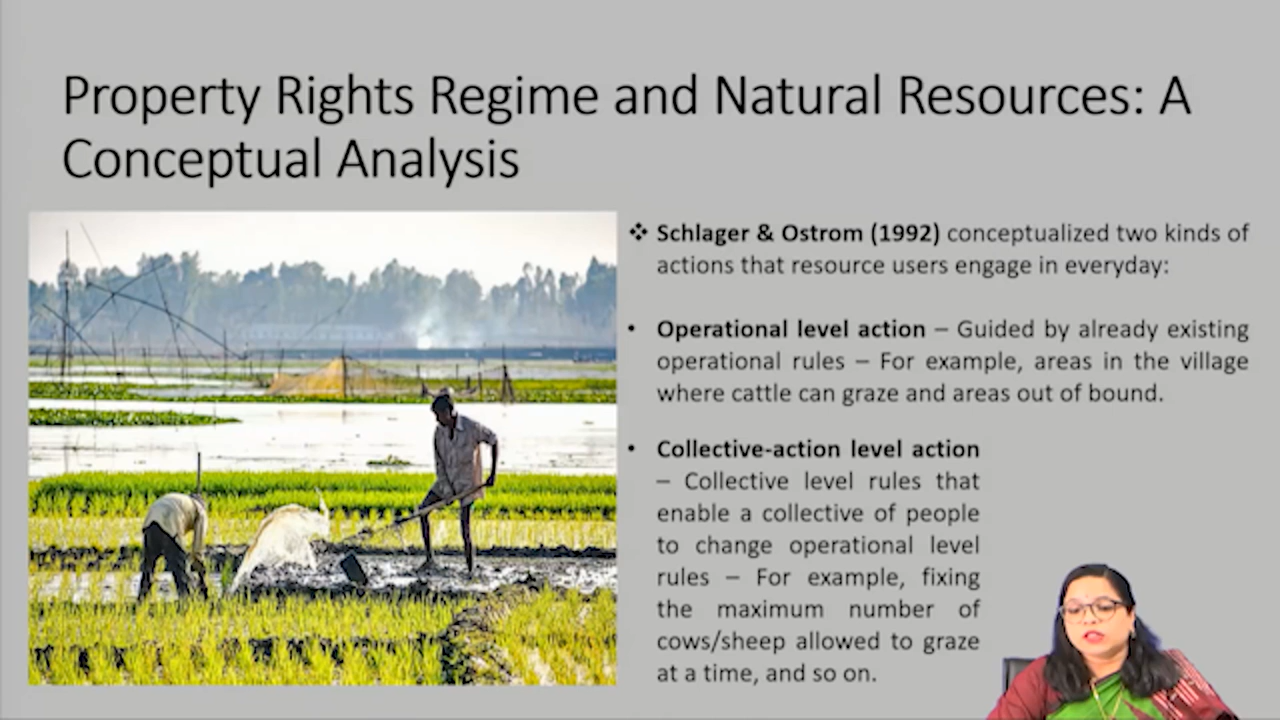 Property Rights Regime and Natural Resources: A
Conceptual Analysis
❖ Schlager & Ostrom (1992) conceptualized two kinds of
actions that resource users engage in everyday:
• Operational level action – Guided by already existing
operational rules – For example, areas in the village
where cattle can graze and areas out of bound.
• Collective-action level action
– Collective level rules that
enable a collective of people
to change operational level
rules – For example, fixing
the maximum number of
cows/sheep allowed to graze
at a time, and so on.